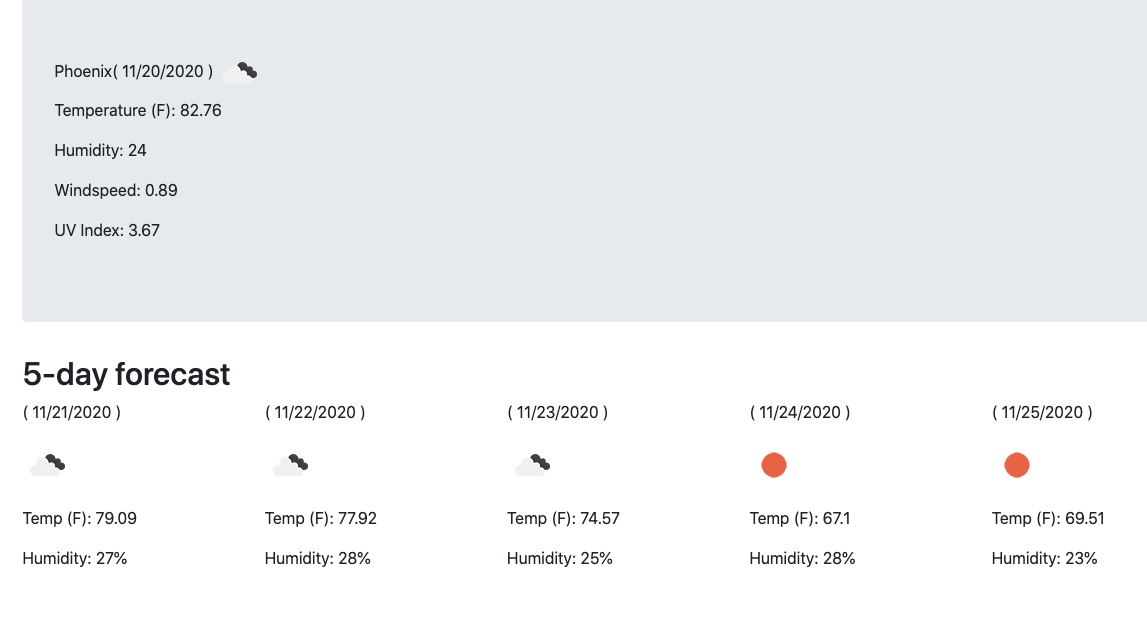 Phoenix( 11/20/2020 )
Temperature (F): 82.76
Humidity: 24
Windspeed: 0.89
UV Index: 3.67
5-day forecast
( 11/21/2020 ) ( 11/22/2020 ) ( 11/23/2020 ) ( 11/24/2020 ) ( 11/25/2020 )
Temp (F): 79.09 Temp (F): 77.92 Temp (F): 74.57 Temp (F): 67.1 Temp (F): 69.51
Humidity: 27% Humidity: 28% Humidity: 25% Humidity: 28% Humidity: 23%